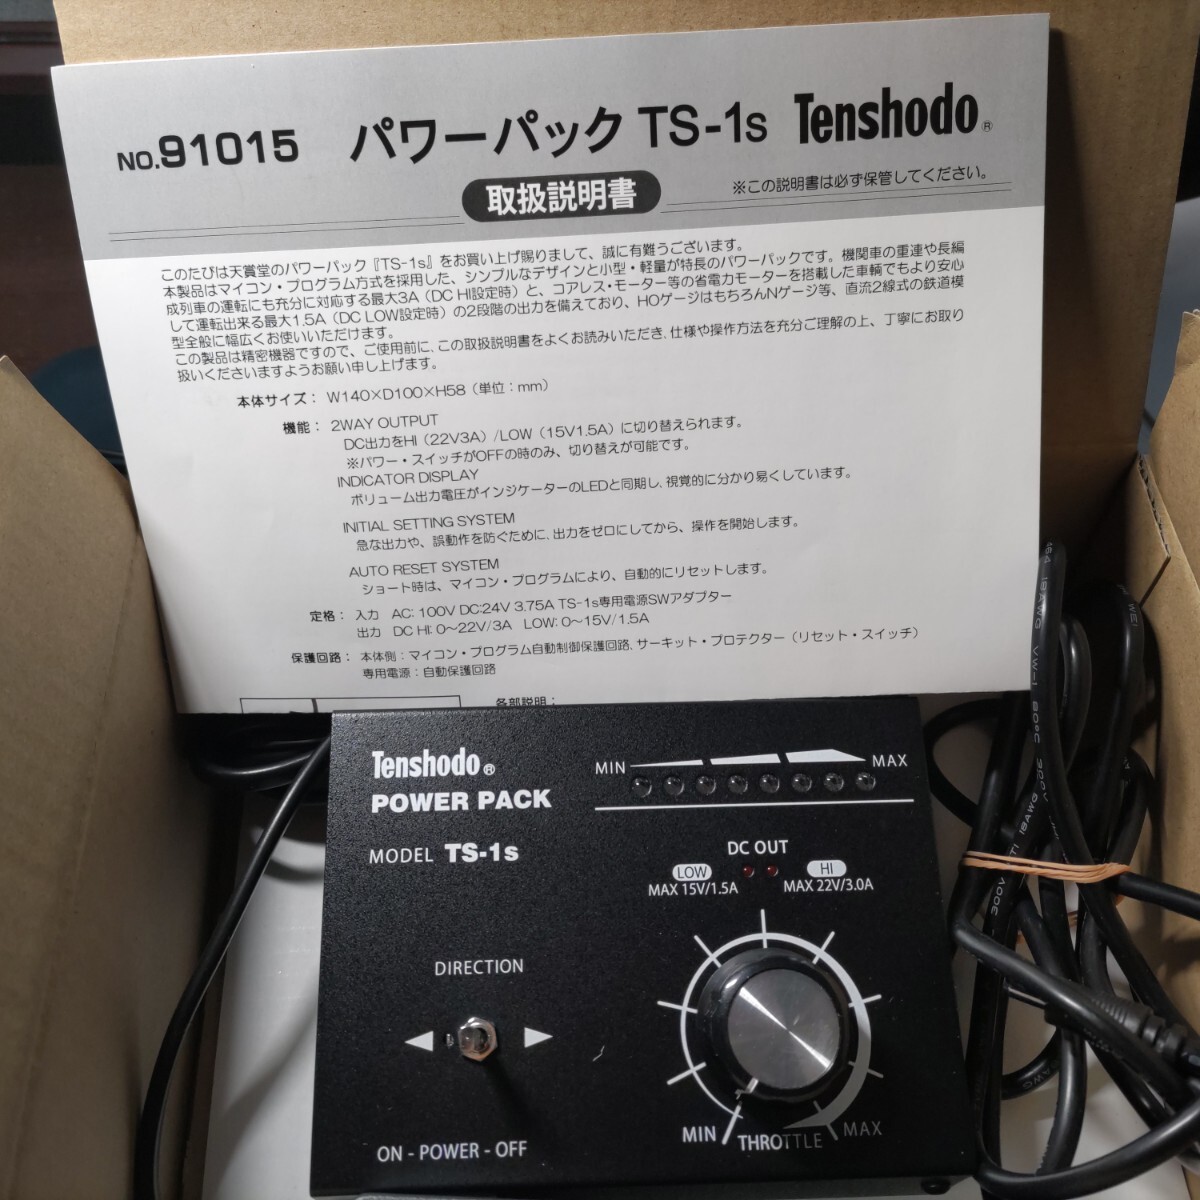 NO.91015 パワーパック TS-1s Tenshodo®
取扱説明書
※この説明書は必ず保管してください。
このたびは天賞堂のパワーパック『TS-1s』をお買い上げ賜りまして、誠に有難うございます。
本製品はマイコン・プログラム方式を採用した、シンプルなデザインと小型・軽量が特長のパワーパックです。機関車の重連や長編
成列車の運転にも充分に対応する最大3A（DC HI設定時）と、コアレス・モーター等の省電力モーターを搭載した車輌でもより安心
して運転出来る最大1.5A（DC LOW設定時）の2段階の出力を備えており、HOゲージはもちろんNゲージ等、直流2線式の鉄道模
型全般に幅広くお使いいただけます。
この製品は精密機器ですので、ご使用前に、この取扱説明書をよくお読みいただき、仕様や操作方法を充分ご理解の上、丁寧にお取り
扱いくださいますようお願い申し上げます。
本体サイズ： W140×D100×H58（単位：mm）
機能： 2WAY OUTPUT
DC出力をHI（22V3A）/LOW（15V1.5A）に切り替えられます。
※パワー・スイッチがOFFの時のみ、切り替えが可能です。
INDICATOR DISPLAY
ボリューム出力電圧がインジケーターのLEDと同期し、視覚的に分かり易くしています。
INITIAL SETTING SYSTEM
急な出力や、誤動作を防ぐために、出力をゼロにしてから、操作を開始します。
AUTO RESET SYSTEM
ショート時は、マイコン・プログラムにより、自動的にリセットします。
定格： 入力 AC: 100V DC:24V 3.75A TS-1s専用電源SWアダプター
出力 DC HI: 0～22V/3A LOW: 0～15V/1.5A
保護回路： 本体側：マイコン・プログラム自動制御保護回路、サーキット・プロテクター（リセット・スイッチ）
専用電源：自動保護回路
各部説明：
Tenshodo®
POWER PACK
MODEL TS-1s
MIN MAX
DC OUT
LOW HI
MAX 15V/1.5A MAX 22V/3.0A
DIRECTION
ON - POWER - OFF
MIN THROTTLE MAX
300V 18AWG